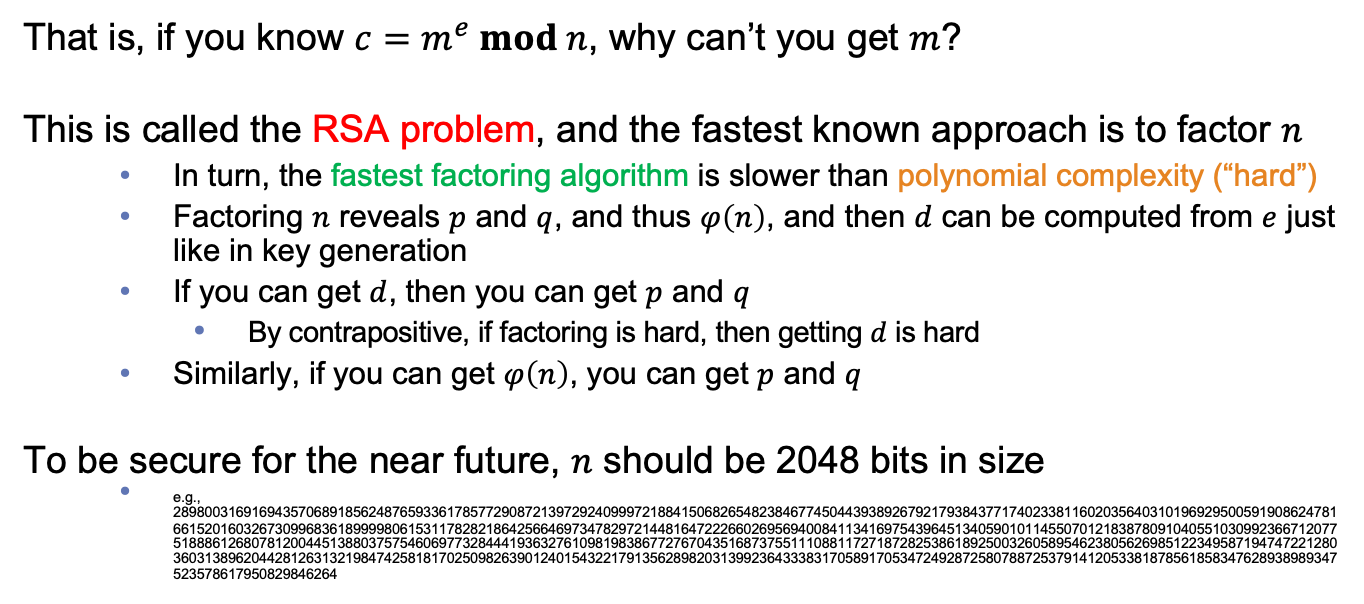 That is, if you know c = mᵉ mod n, why can’t you get m?
This is called the RSA problem, and the fastest known approach is to factor n
• In turn, the fastest factoring algorithm is slower than polynomial complexity (“hard”)
• Factoring n reveals p and q, and thus φ(n), and then d can be computed from e just
like in key generation
• If you can get d, then you can get p and q
• By contrapositive, if factoring is hard, then getting d is hard
• Similarly, if you can get φ(n), you can get p and q
To be secure for the near future, n should be 2048 bits in size
• e.g.,
52357861795082984626​4